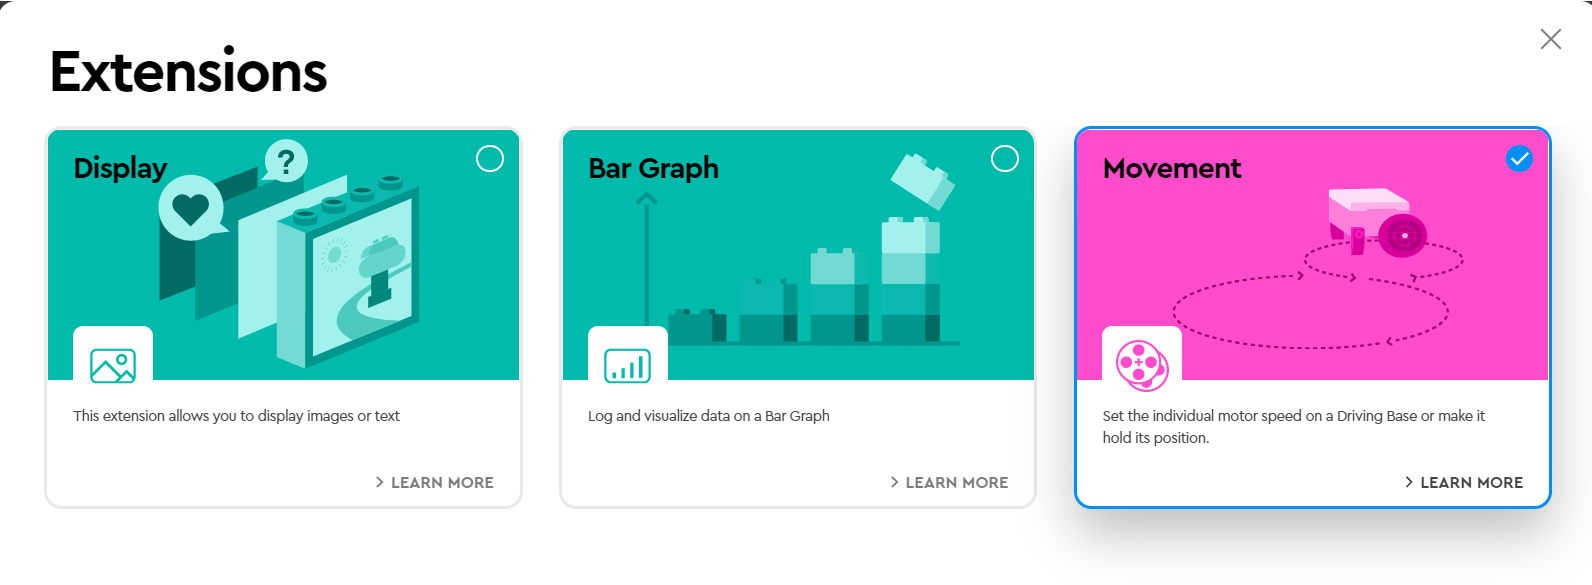 Extensions
Display
?
This extension allows you to display images or text
> LEARN MORE
Bar Graph
Log and visualize data on a Bar Graph
> LEARN MORE
Movement
Set the individual motor speed on a Driving Base or make it
hold its position.
> LEARN MORE